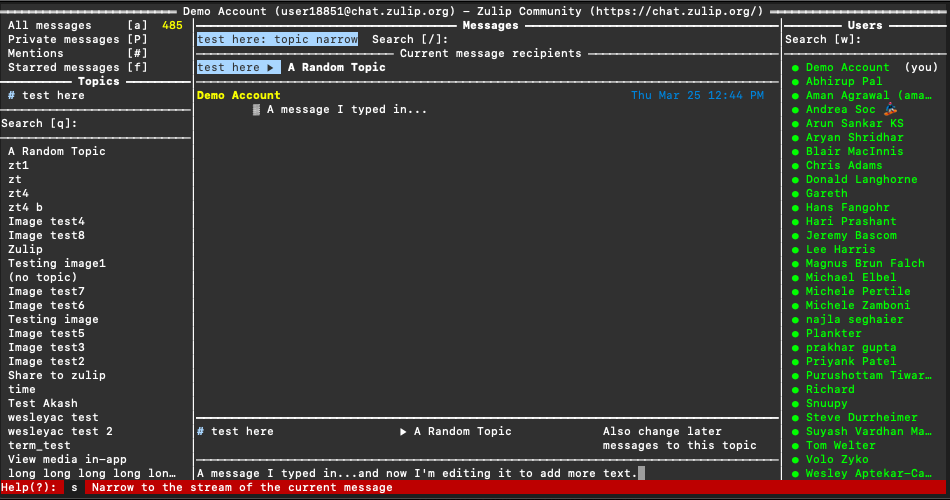 Demo Account (user18851@chat.zulip.org) – Zulip Community (https://chat.zulip.org/)
All messages [a] 485
Private messages [P]
Mentions [#]
Starred messages [f]
Topics
# test here
Search [q]:
A Random Topic
zt1
zt
zt4
zt4 b
Image test4
Image test8
Zulip
Testing image1
(no topic)
Image test7
Image test6
Testing image
Image test5
Image test3
Image test2
Share to zulip
time
Test Akash
wesleyac test
wesleyac test 2
term_test
View media in-app
long long long long lon…
Messages
test here: topic narrow Search [/]:
Current message recipients
test here ▶ A Random Topic
Demo Account Thu Mar 25 12:44 PM
A message I typed in...
# test here ▶ A Random Topic Also change later
messages to this topic
A message I typed in...and now I'm editing it to add more text.
Users
Search [w]:
Demo Account (you)
Abhirup Pal
Aman Agrawal (ama…
Andrea Soc
Arun Sankar KS
Aryan Shridhar
Blair MacInnis
Chris Adams
Donald Langhorne
Gareth
Hans Fangohr
Hari Prashant
Jeremy Bascom
Lee Harris
Magnus Brun Falch
Michael Elbel
Michele Pertile
Michele Zamboni
najla seghaier
Plankter
prakhar gupta
Priyank Patel
Purushottam Tiwar…
Richard
Snuupy
Steve Durrheimer
Suyash Vardhan Ma…
Tom Welter
Volo Zyko
Wesley Aptekar-Ca…
Help(?): s Narrow to the stream of the current message